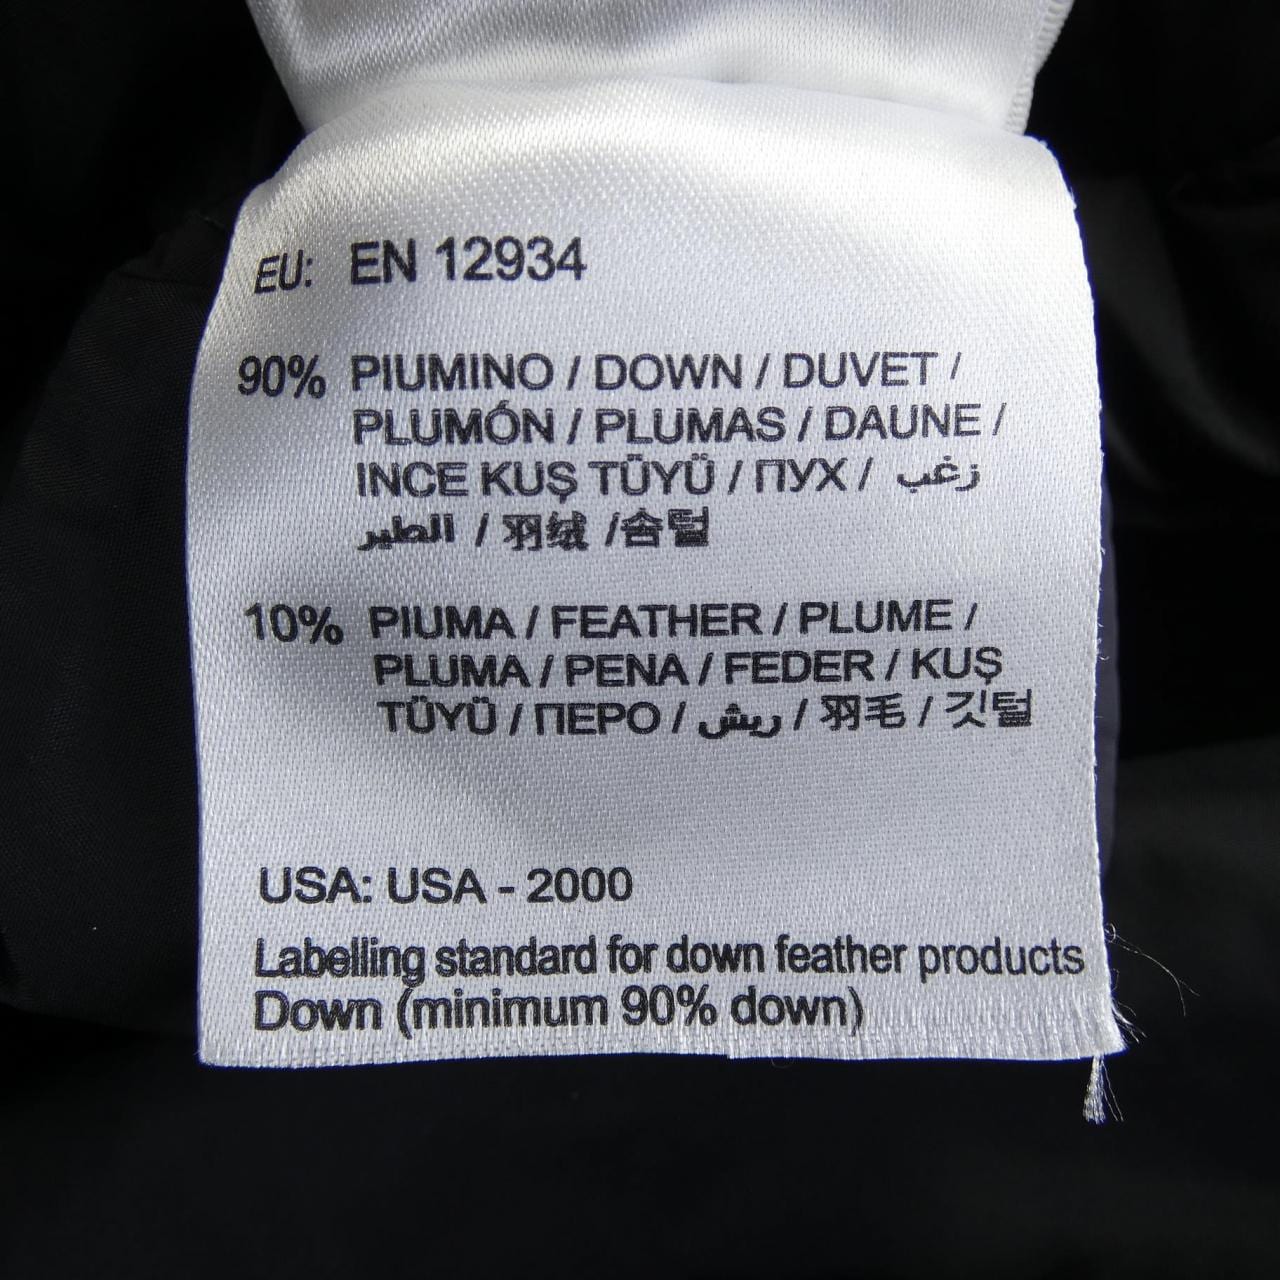 EU: EN 12934
90% PIUMINO / DOWN / DUVET /
PLUMÓN / PLUMAS / DAUNE /
INCE KUŞ TÜYÜ / ПУХ / زغب
الطير / 羽绒 /솜털
10% PIUMA / FEATHER / PLUME /
PLUMA / PENA / FEDER / KUŞ
TÜYÜ / ПЕРО / ريش / 羽毛 / 깃털
USA: USA - 2000
Labelling standard for down feather products
Down (minimum 90% down)